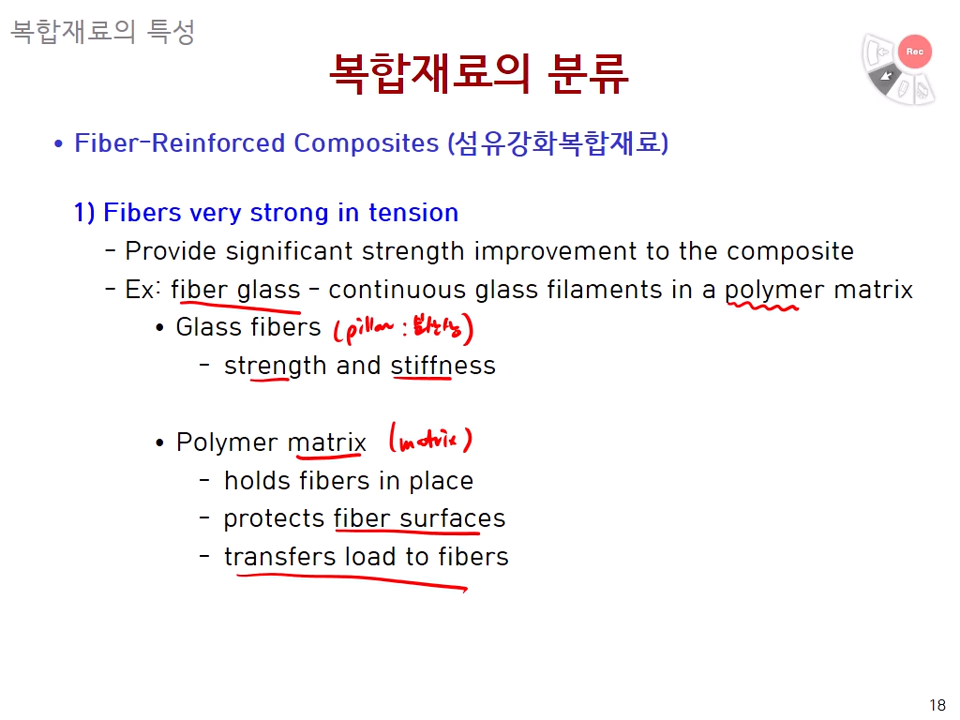 복합재료의 특성
Rec
복합재료의 분류
• Fiber-Reinforced Composites (섬유강화복합재료)
1) Fibers very strong in tension
- Provide significant strength improvement to the composite
- Ex: fiber glass - continuous glass filaments in a polymer matrix
• Glass fibers (pillar :
- strength and stiffness
• Polymer matrix (matrix)
- holds fibers in place
- protects fiber surfaces
- transfers load to fibers
18